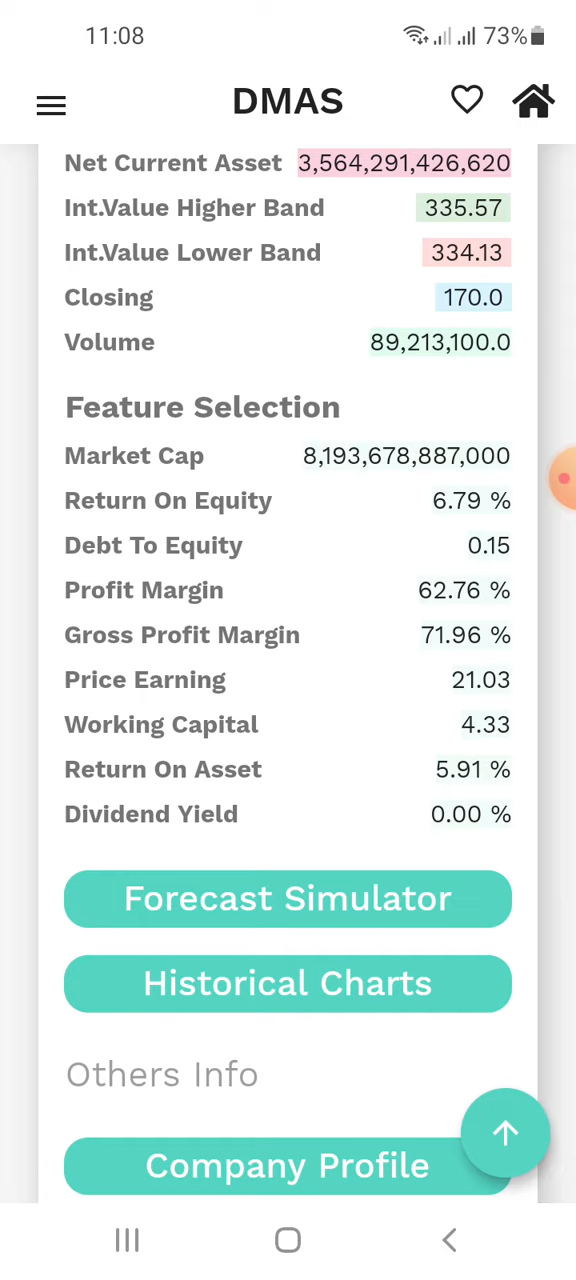 11:08 73%
DMAS
Net Current Asset 3,564,291,426,620
Int.Value Higher Band 335.57
Int.Value Lower Band 334.13
Closing 170.0
Volume 89,213,100.0
Feature Selection
Market Cap 8,193,678,887,000
Return On Equity 6.79 %
Debt To Equity 0.15
Profit Margin 62.76 %
Gross Profit Margin 71.96 %
Price Earning 21.03
Working Capital 4.33
Return On Asset 5.91 %
Dividend Yield 0.00 %
Forecast Simulator
Historical Charts
Others Info
Company Profile